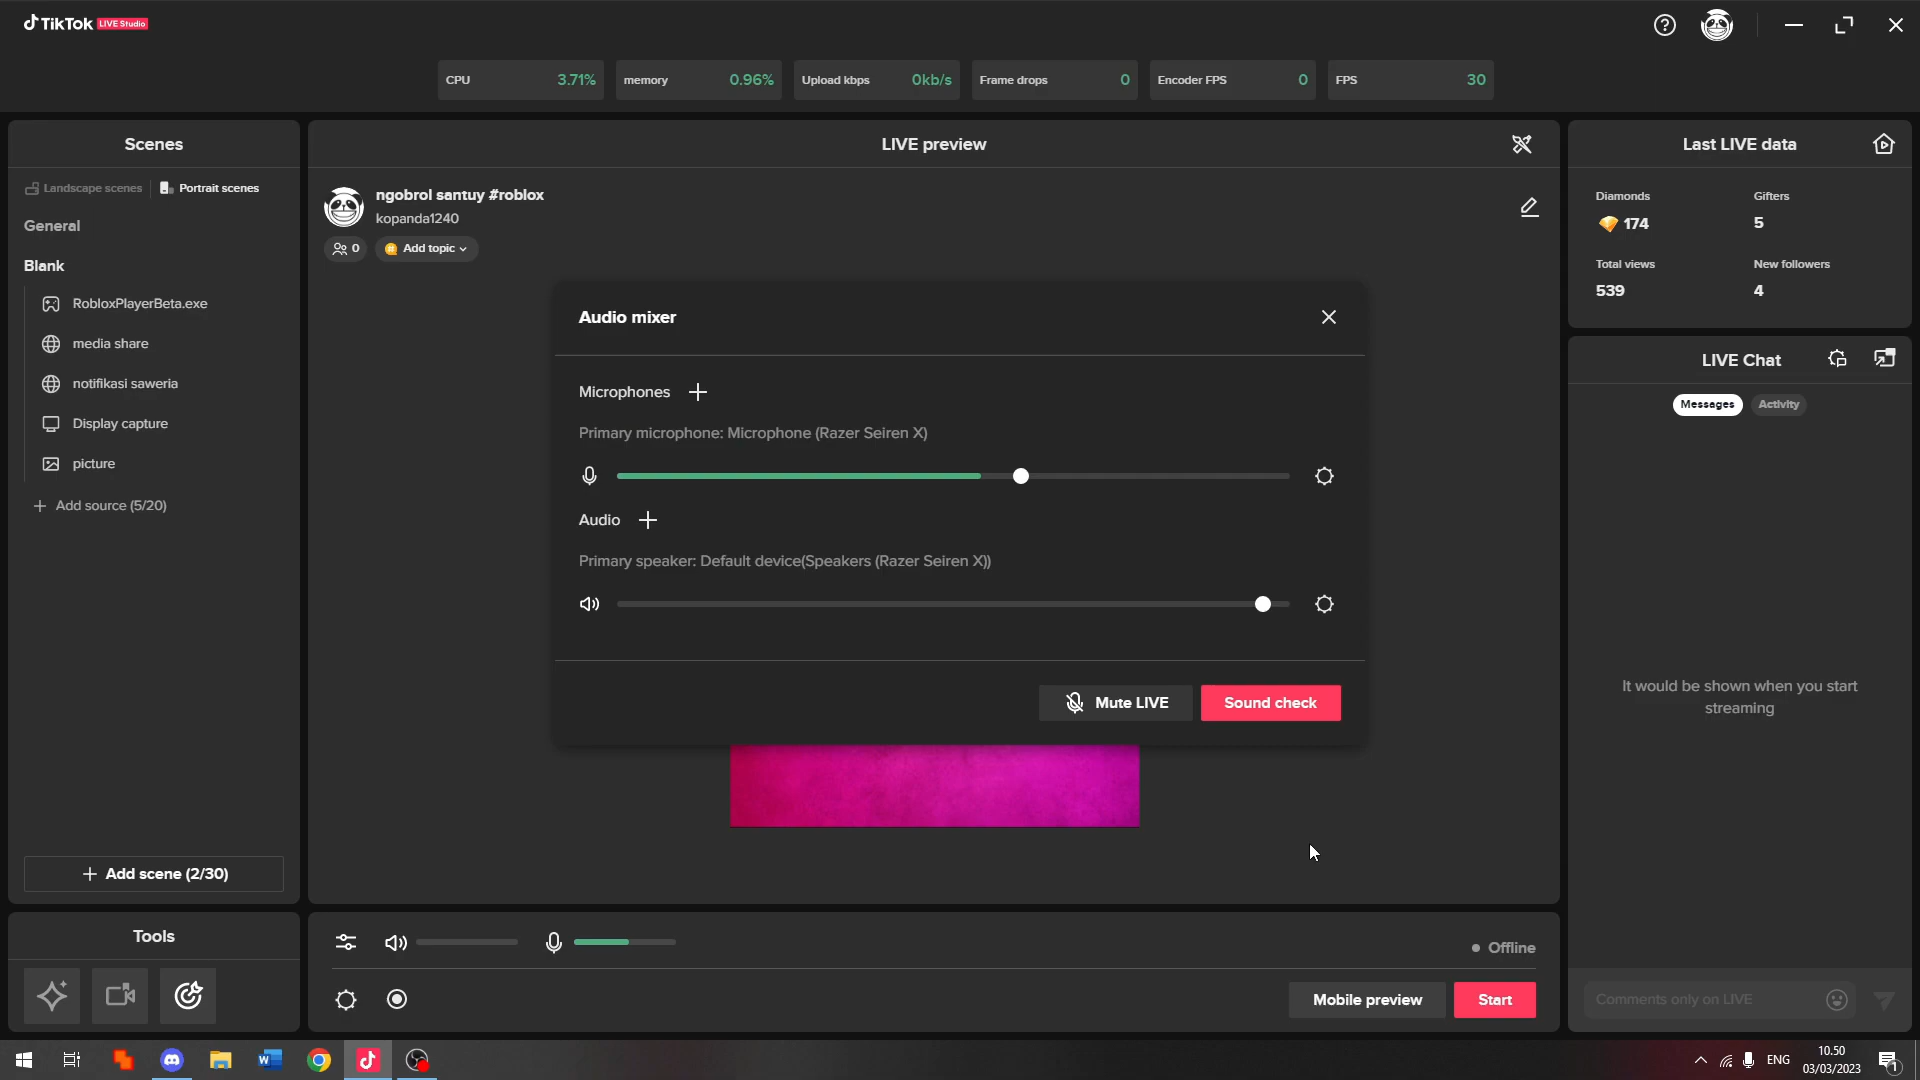 TikTok LIVE Studio
CPU 3.71%
memory 0.96%
Upload kbps 0kb/s
Frame drops 0
Encoder FPS 0
FPS 30
Scenes
Landscape scenes
Portrait scenes
General
Blank
RobloxPlayerBeta.exe
media share
notifikasi saweria
Display capture
picture
Add source (5/20)
Add scene (2/30)
Tools
LIVE preview
ngobrol santuy #roblox
kopanda1240
0
Add topic
Audio mixer
Microphones
Primary microphone: Microphone (Razer Seiren X)
Audio
Primary speaker: Default device(Speakers (Razer Seiren X))
Mute LIVE
Sound check
Offline
Mobile preview
Start
Last LIVE data
Diamonds
174
Gifters
5
Total views
539
New followers
4
LIVE Chat
Messages
Activity
It would be shown when you start
streaming
Comments only on LIVE
ENG
10.50
03/03/2023
1